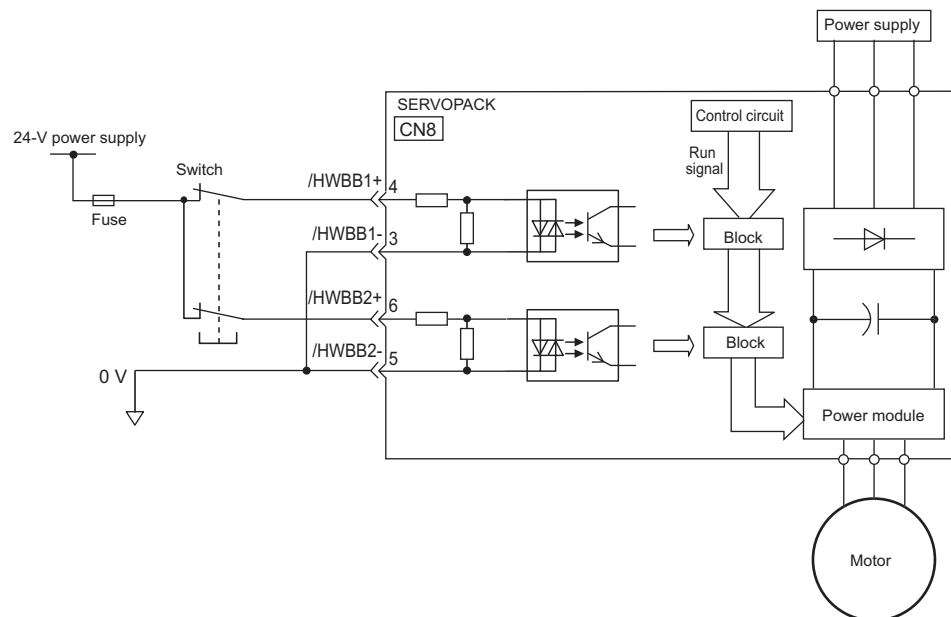 Power supply
SERVOPACK
CN8
Control circuit
24-V power supply
Run
signal
Switch
/HWBB1+ 4
Fuse
/HWBB1- 3
Block
/HWBB2+ 6
Block
/HWBB2- 5
0 V
Power module
Motor